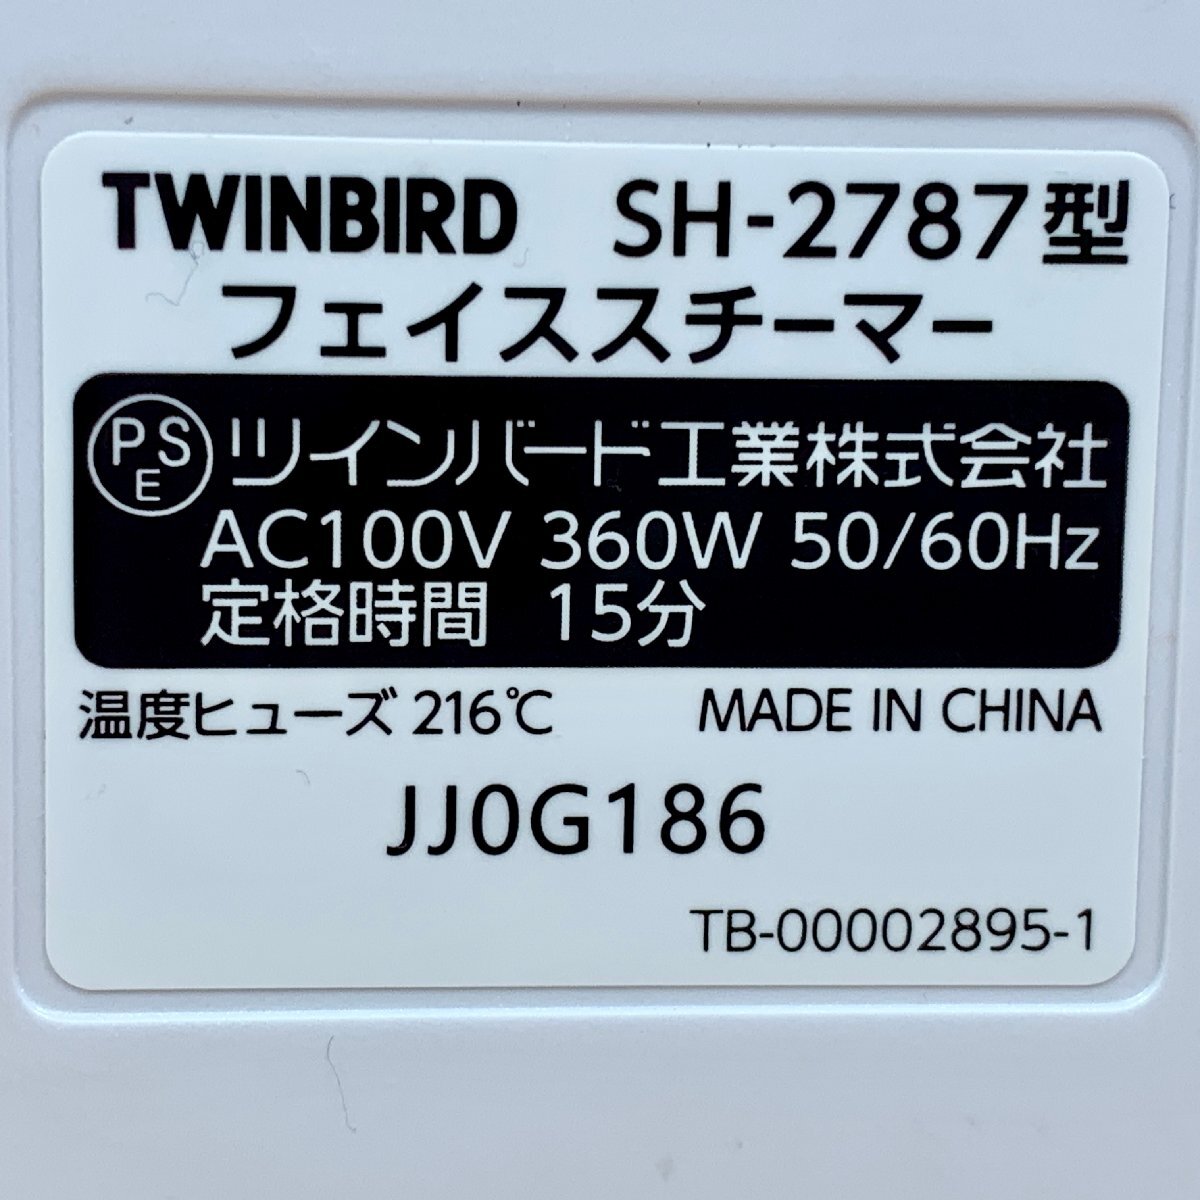 TWINBIRD SH-2787型
フェイススチーマー
PSE ツインバード工業株式会社
AC100V 360W 50/60Hz
定格時間 15分
温度ヒューズ 216℃ MADE IN CHINA
JJ0G186
TB-00002895-1